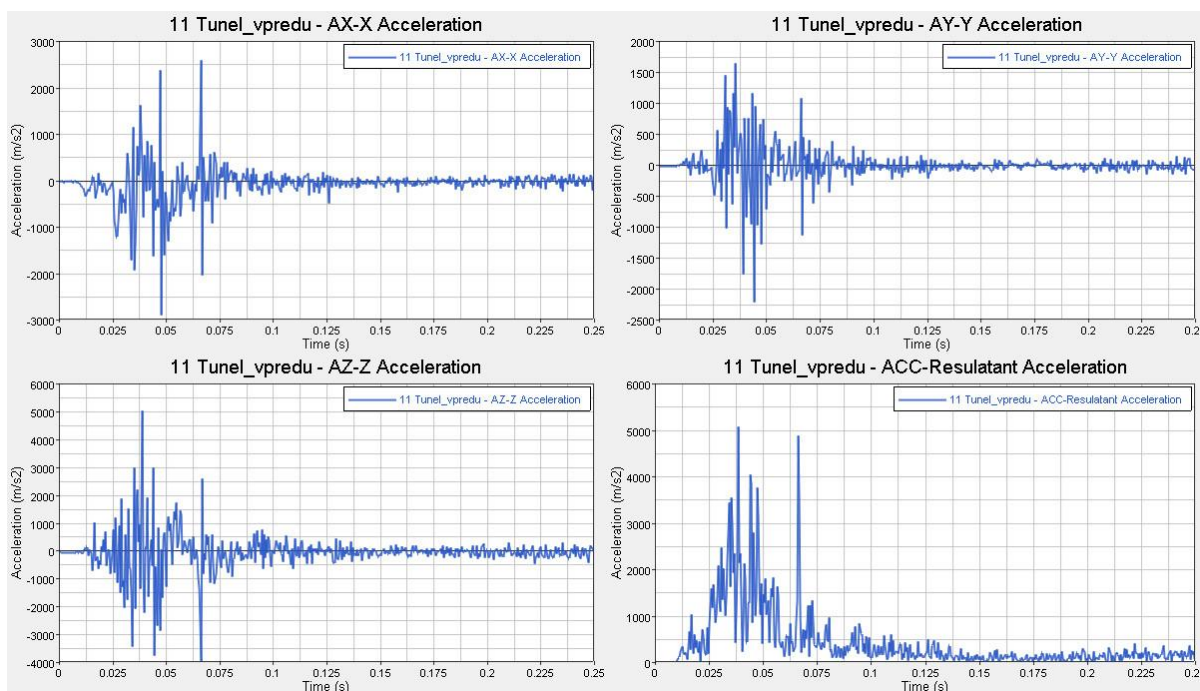 11 Tunel_vpredu - AX-X Acceleration
11 Tunel_vpredu - AX-X Acceleration
3000
2000
1000
0
-1000
-2000
-3000
Acceleration (m/s2)
0 0.025 0.05 0.075 0.1 0.125 0.15 0.175 0.2 0.225 0.25
Time (s)
11 Tunel_vpredu - AY-Y Acceleration
11 Tunel_vpredu - AY-Y Acceleration
2000
1500
1000
500
0
-500
-1000
-1500
-2000
-2500
Acceleration (m/s2)
0 0.025 0.05 0.075 0.1 0.125 0.15 0.175 0.2 0.225 0.2
Time (s)
11 Tunel_vpredu - AZ-Z Acceleration
11 Tunel_vpredu - AZ-Z Acceleration
6000
5000
4000
3000
2000
1000
0
-1000
-2000
-3000
-4000
Acceleration (m/s2)
0 0.025 0.05 0.075 0.1 0.125 0.15 0.175 0.2 0.225 0.25
Time (s)
11 Tunel_vpredu - ACC-Resulatant Acceleration
11 Tunel_vpredu - ACC-Resulatant Acceleration
6000
5000
4000
3000
2000
1000
0
Acceleration (m/s2)
0 0.025 0.05 0.075 0.1 0.125 0.15 0.175 0.2 0.225 0.2
Time (s)